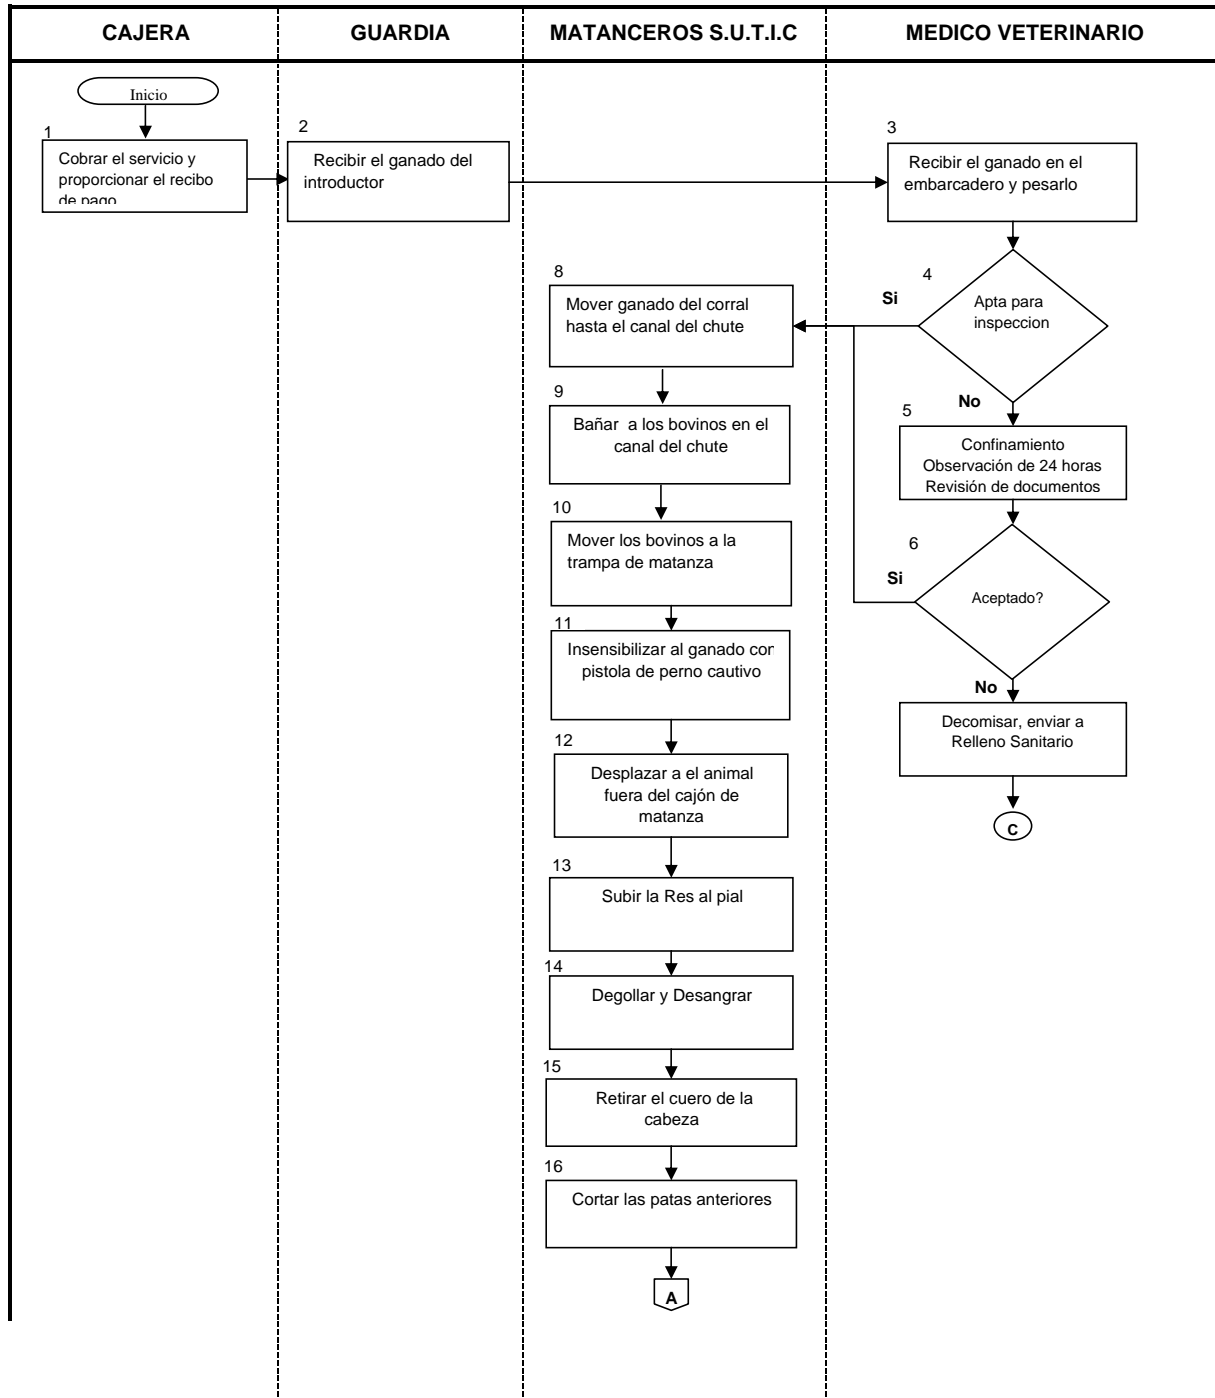 CAJERA
GUARDIA
MATANCEROS S.U.T.I.C
MEDICO VETERINARIO
Inicio
1
Cobrar el servicio y
proporcionar el recibo
de pago
2
Recibir el ganado del
introductor
3
Recibir el ganado en el
embarcadero y pesarlo
4
Apta para
inspeccion
Si
No
5
Confinamiento
Observación de 24 horas
Revisión de documentos
6
Aceptado?
Si
No
Decomisar, enviar a
Relleno Sanitario
C
8
Mover ganado del corral
hasta el canal del chute
9
Bañar a los bovinos en el
canal del chute
10
Mover los bovinos a la
trampa de matanza
11
Insensibilizar al ganado con
pistola de perno cautivo
12
Desplazar a el animal
fuera del cajón de
matanza
13
Subir la Res al pial
14
Degollar y Desangrar
15
Retirar el cuero de la
cabeza
16
Cortar las patas anteriores
A